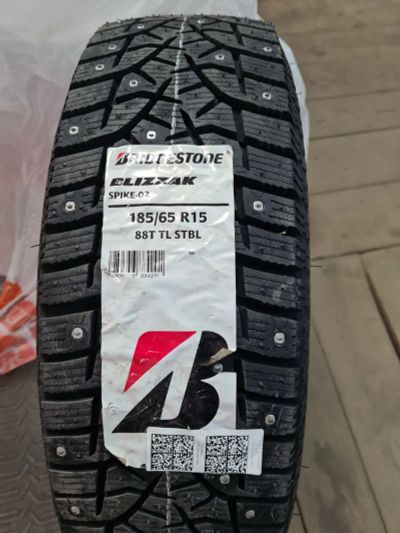 BRIDGESTONE
BLIZZAK
SPIKE-02
185/65 R15
88T TL STBL